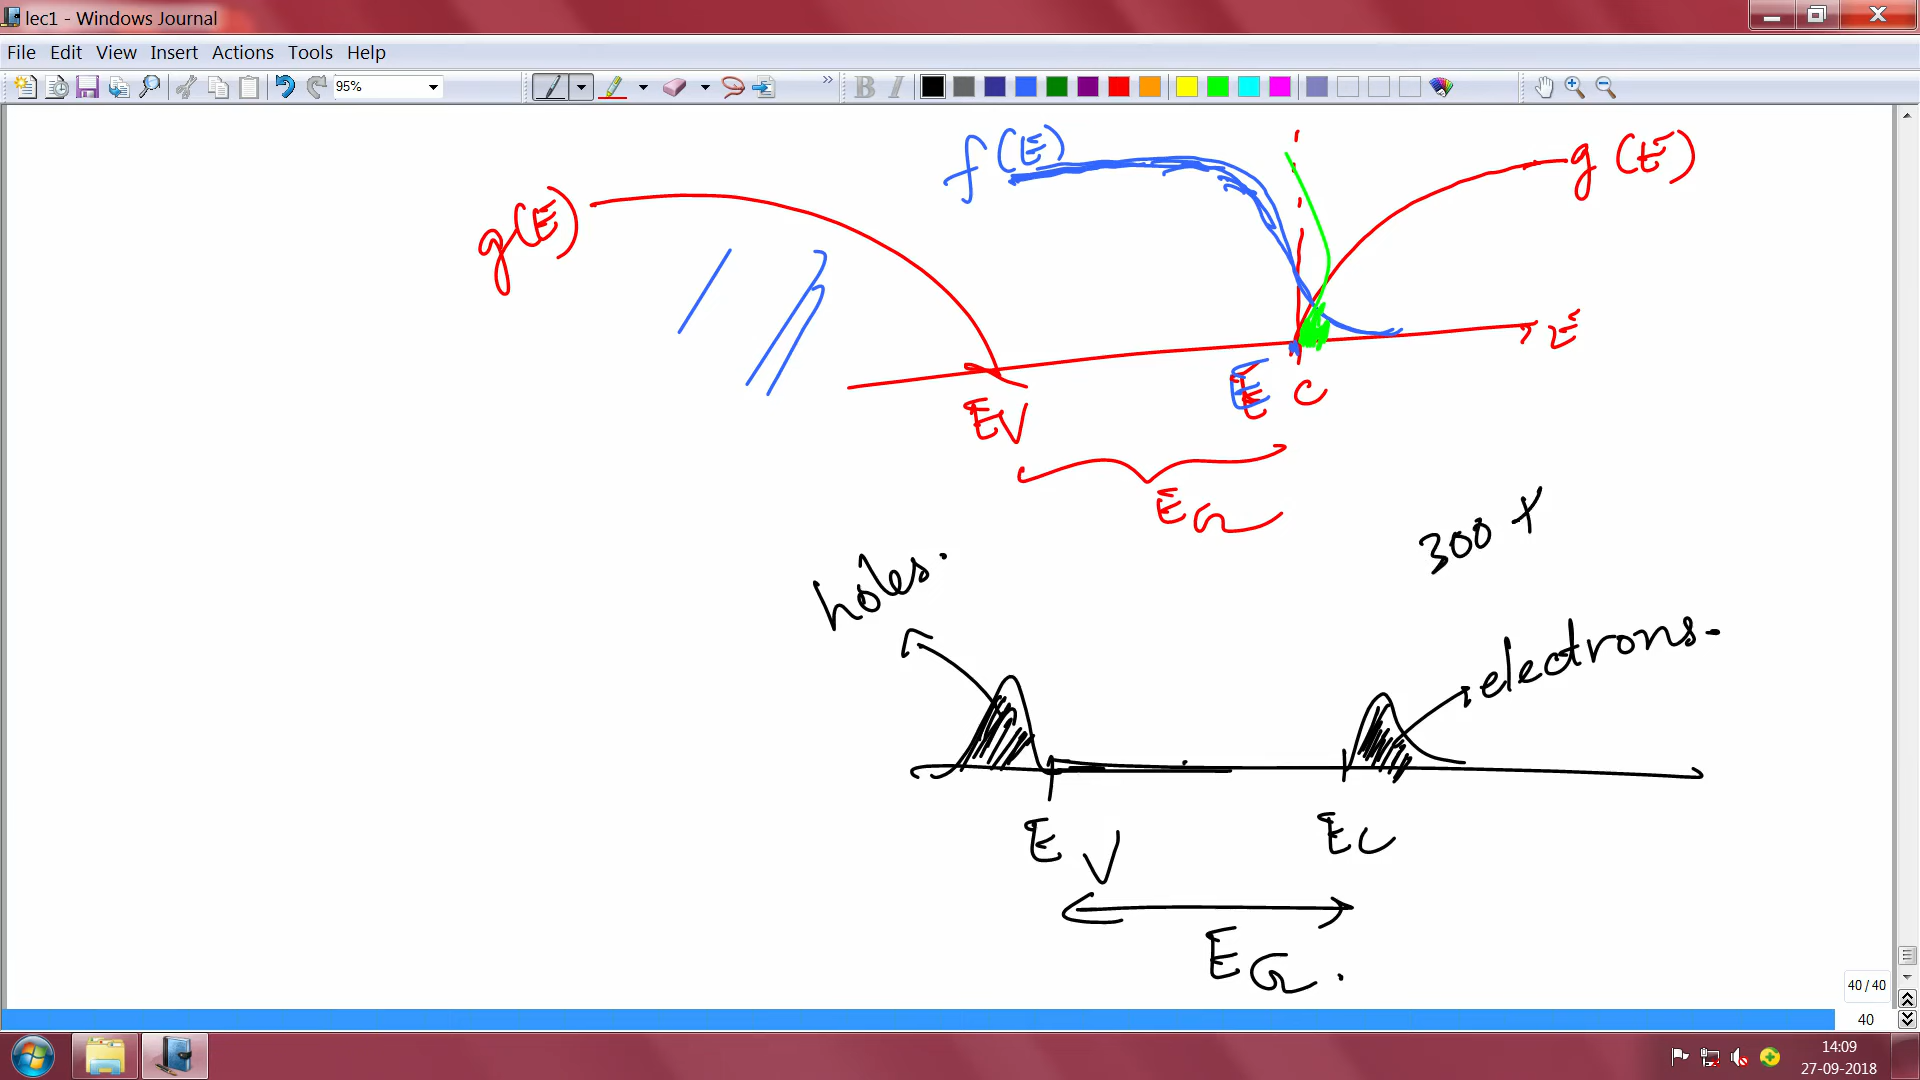 lec1 - Windows Journal
File Edit View Insert Actions Tools Help
95%
B I
f(E)
g(E)
g(E)
E
EV
EC
EG
300 K
holes.
electrons.
EV
EC
EG.
40 / 40
40
14:09
27-09-2018